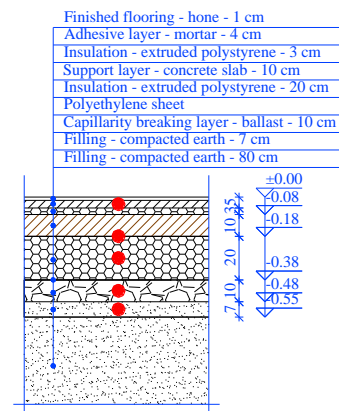 Finished flooring - hone - 1 cm
Adhesive layer - mortar - 4 cm
Insulation - extruded polystyrene - 3 cm
Support layer - concrete slab - 10 cm
Insulation - extruded polystyrene - 20 cm
Polyethylene sheet
Capillarity breaking layer - ballast - 10 cm
Filling - compacted earth - 7 cm
Filling - compacted earth - 80 cm
±0.00
-0.08
-0.18
-0.38
-0.48
-0.55
35
10
20
10
7